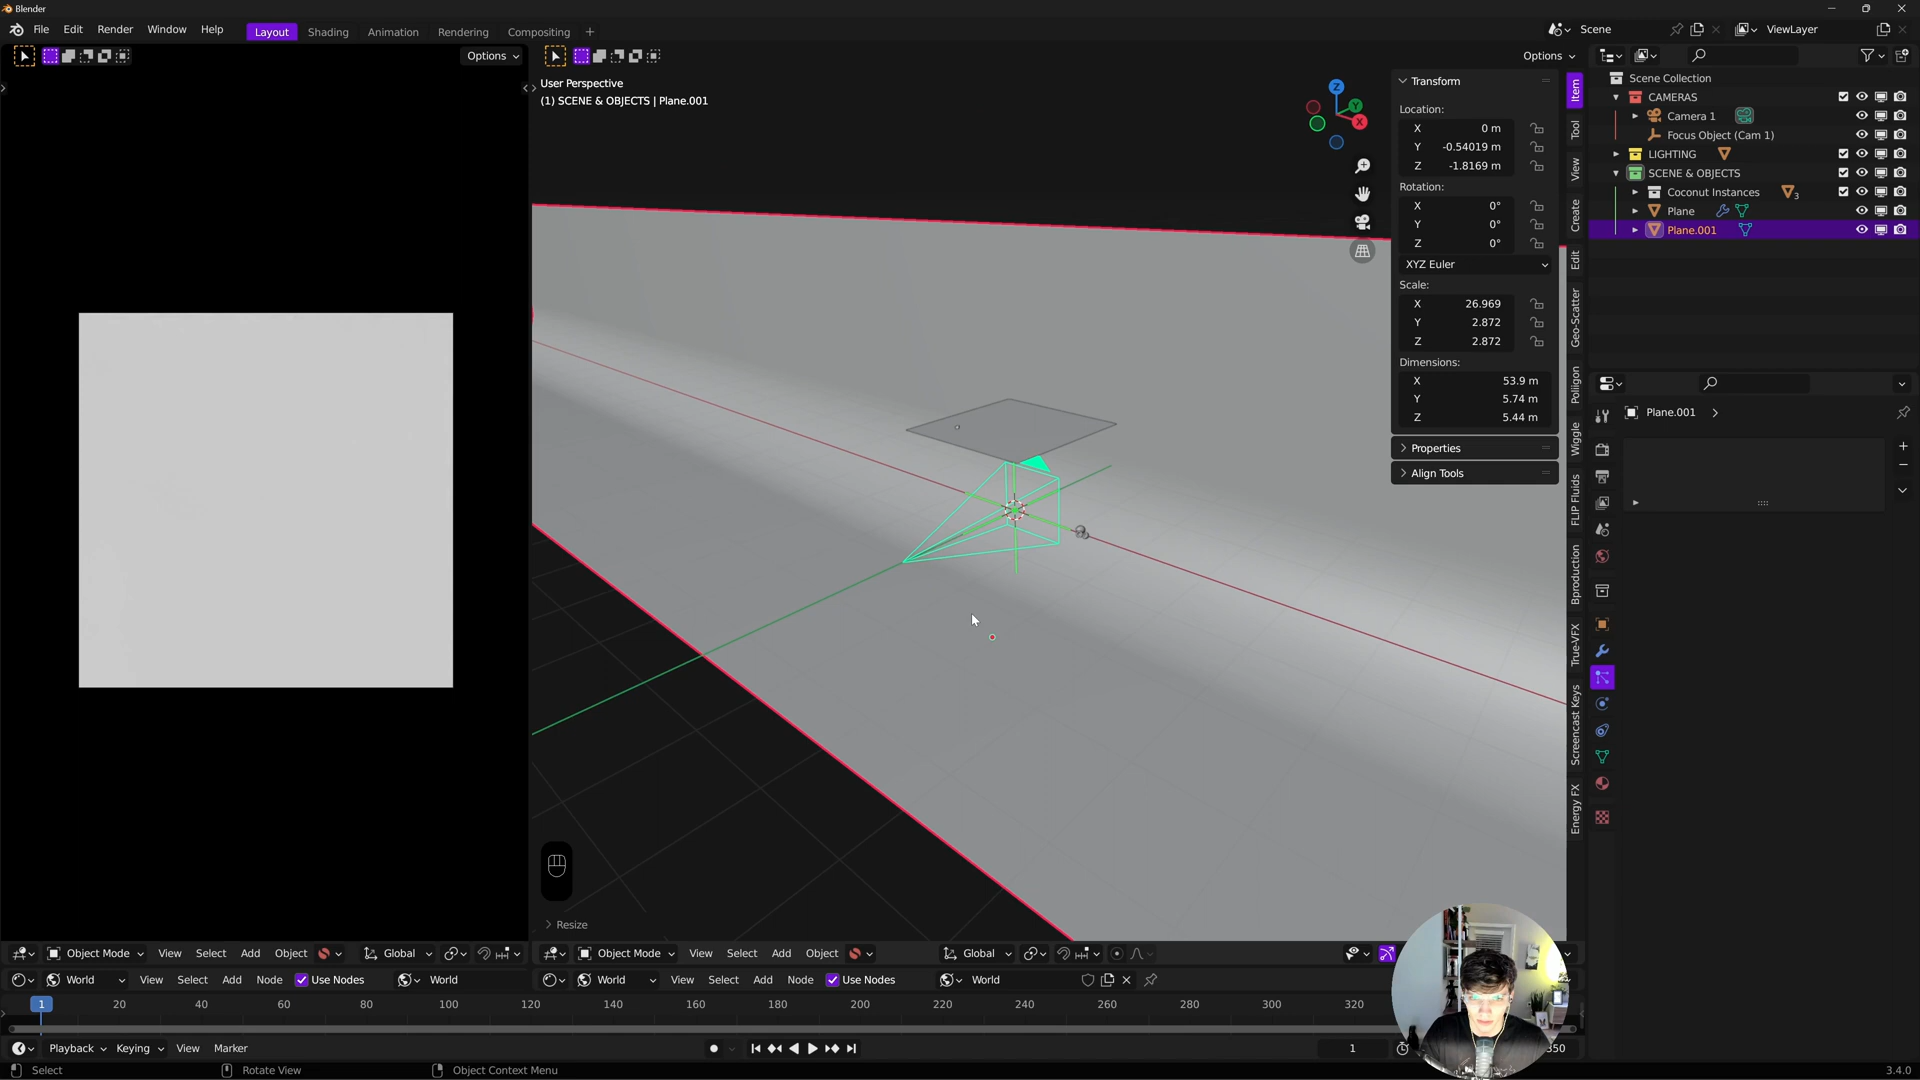 Blender
File Edit Render Window Help Layout Shading Animation Rendering Compositing + Scene ViewLayer
Options
Options
User Perspective
(1) SCENE & OBJECTS | Plane.001
Z
Y
X
Transform
Location:
X 0 m
Y -0.54019 m
Z -1.8169 m
Rotation:
X 0°
Y 0°
Z 0°
XYZ Euler
Scale:
X 26.969
Y 2.872
Z 2.872
Dimensions:
X 53.9 m
Y 5.74 m
Z 5.44 m
Properties
Align Tools
Item
Tool
View
Create
Edit
Geo-Scatter
Poliigon
Wiggle
FLIP Fluids
Bproduction
True-VFX
Screencast Keys
Energy FX
Scene Collection
CAMERAS
Camera 1
Focus Object (Cam 1)
LIGHTING
SCENE & OBJECTS
Coconut Instances 3
Plane
Plane.001
Plane.001
Resize
Object Mode View Select Add Object Global
Object Mode View Select Add Object Global
World View Select Add Node Use Nodes World
World View Select Add Node Use Nodes World
1 20 40 60 80 100 120 140 160 180 200 220 240 260 280 300 320
Playback Keying View Marker 1 350
Select Rotate View Object Context Menu 3.4.0